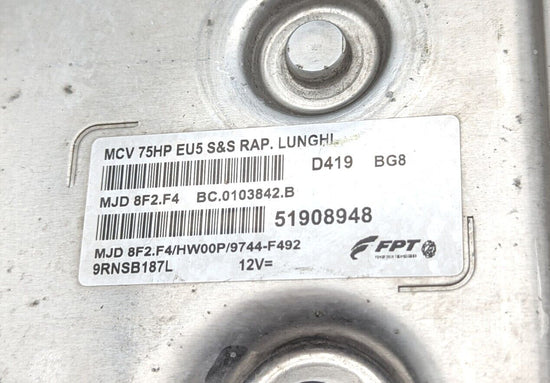 MCV 75HP EU5 S&S RAP. LUNGHI
D419 BG8
MJD 8F2.F4 BC.0103842.B
51908948
MJD 8F2.F4/HW00P/9744-F492
9RNSB187L 12V=
FPT